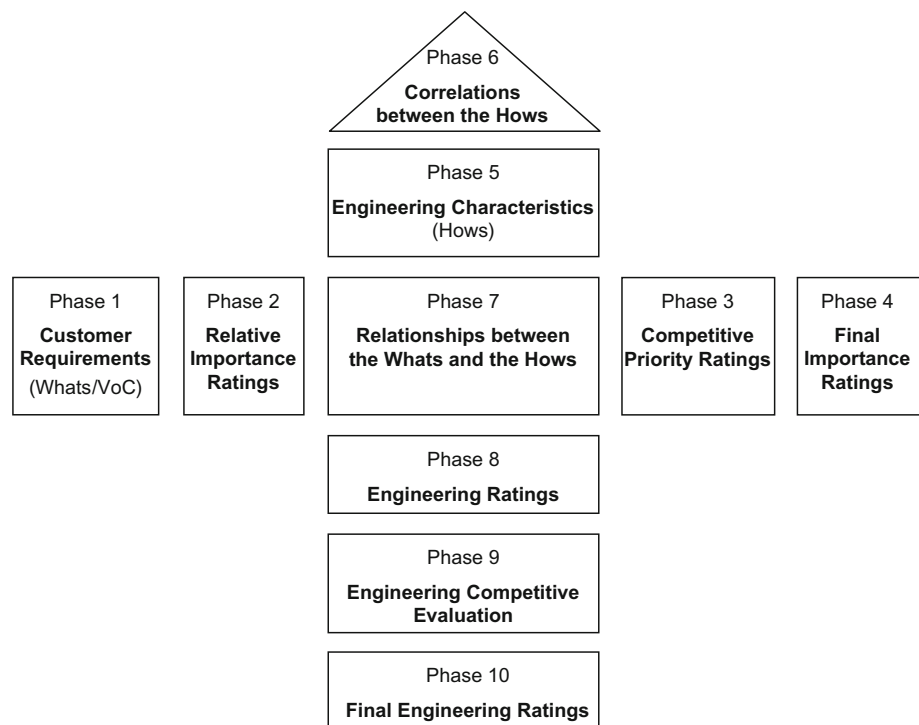 Phase 6
Correlations
between the Hows
Phase 5
Engineering Characteristics
(Hows)
Phase 1
Customer
Requirements
(Whats/VoC)
Phase 2
Relative
Importance
Ratings
Phase 7
Relationships between
the Whats and the Hows
Phase 3
Competitive
Priority Ratings
Phase 4
Final
Importance
Ratings
Phase 8
Engineering Ratings
Phase 9
Engineering Competitive
Evaluation
Phase 10
Final Engineering Ratings